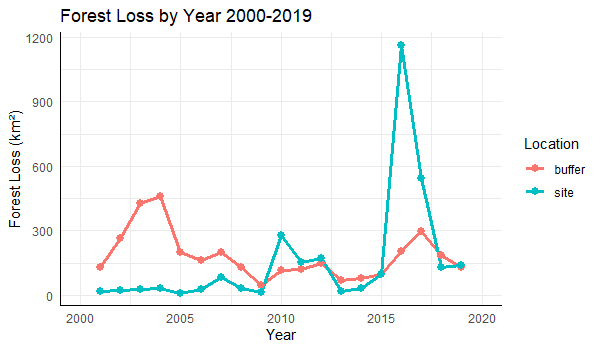 Forest Loss by Year 2000-2019
1200
900
600
300
0
Forest Loss (km²)
2000 2005 2010 2015 2020
Year
Location
buffer
site